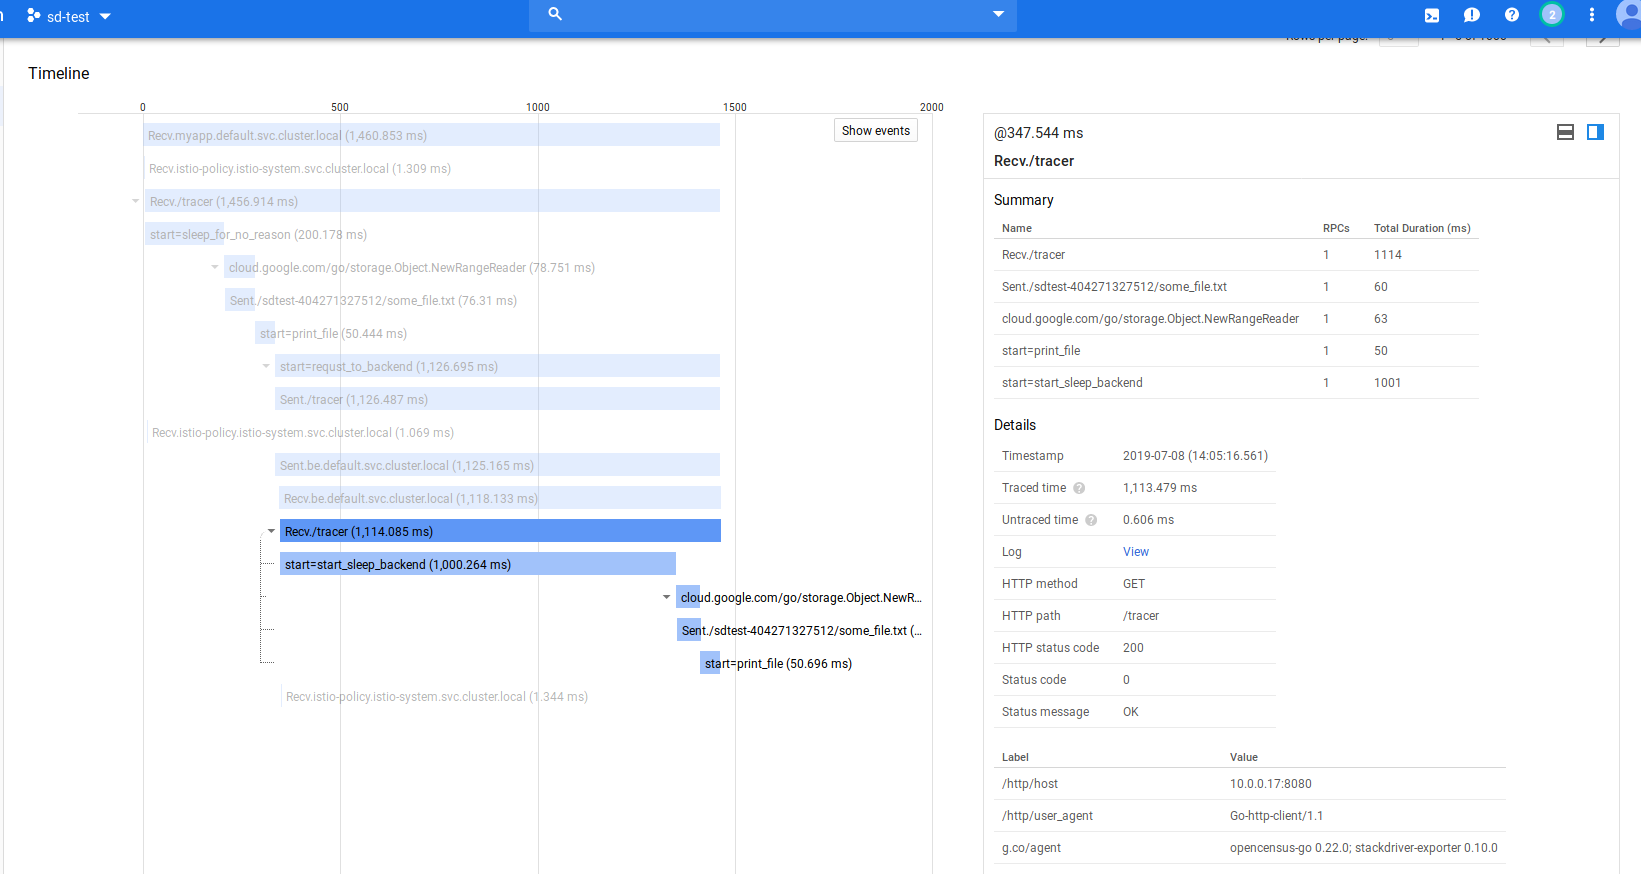 sd-test
2
Timeline
0 500 1000 1500 2000
Show events
Recv.myapp.default.svc.cluster.local (1,460.853 ms)
Recv.istio-policy.istio-system.svc.cluster.local (1.309 ms)
Recv./tracer (1,456.914 ms)
start=sleep_for_no_reason (200.178 ms)
cloud.google.com/go/storage.Object.NewRangeReader (78.751 ms)
Sent./sdtest-404271327512/some_file.txt (76.31 ms)
start=print_file (50.444 ms)
start=requst_to_backend (1,126.695 ms)
Sent./tracer (1,126.487 ms)
Recv.istio-policy.istio-system.svc.cluster.local (1.069 ms)
Sent.be.default.svc.cluster.local (1,125.165 ms)
Recv.be.default.svc.cluster.local (1,118.133 ms)
Recv./tracer (1,114.085 ms)
start=start_sleep_backend (1,000.264 ms)
cloud.google.com/go/storage.Object.NewR...
Sent./sdtest-404271327512/some_file.txt (...
start=print_file (50.696 ms)
Recv.istio-policy.istio-system.svc.cluster.local (1.344 ms)
@347.544 ms
Recv./tracer
Summary
Name RPCs Total Duration (ms)
Recv./tracer 1 1114
Sent./sdtest-404271327512/some_file.txt 1 60
cloud.google.com/go/storage.Object.NewRangeReader 1 63
start=print_file 1 50
start=start_sleep_backend 1 1001
Details
Timestamp 2019-07-08 (14:05:16.561)
Traced time ? 1,113.479 ms
Untraced time ? 0.606 ms
Log View
HTTP method GET
HTTP path /tracer
HTTP status code 200
Status code 0
Status message OK
Label Value
/http/host 10.0.0.17:8080
/http/user_agent Go-http-client/1.1
g.co/agent opencensus-go 0.22.0; stackdriver-exporter 0.10.0